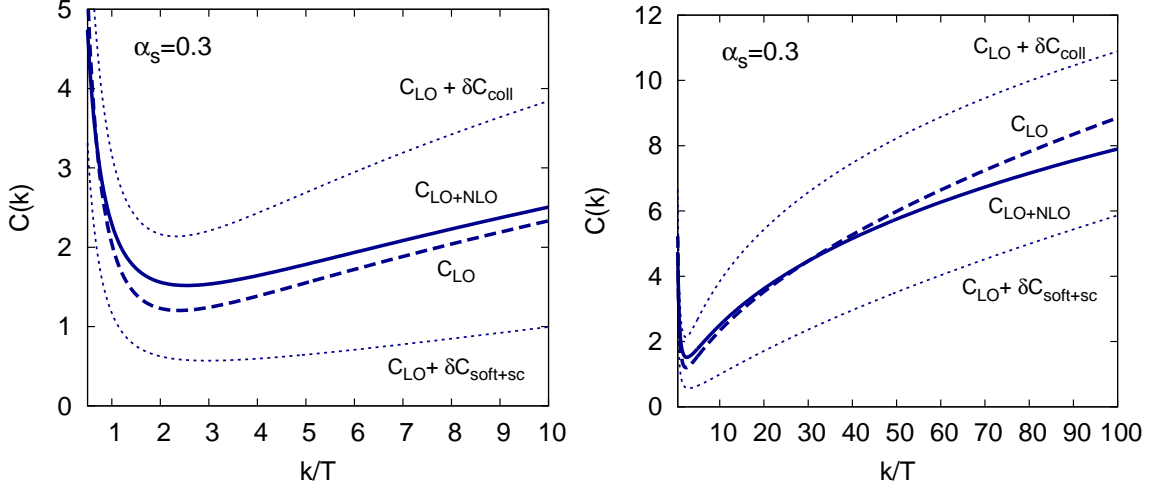 5
4
3
2
1
0
C(k)
α_s=0.3
C_LO + δC_coll
C_LO+NLO
C_LO
C_LO+ δC_soft+sc
1 2 3 4 5 6 7 8 9 10
k/T
12
10
8
6
4
2
0
C(k)
α_s=0.3
C_LO + δC_coll
C_LO
C_LO+NLO
C_LO+ δC_soft+sc
10 20 30 40 50 60 70 80 90 100
k/T